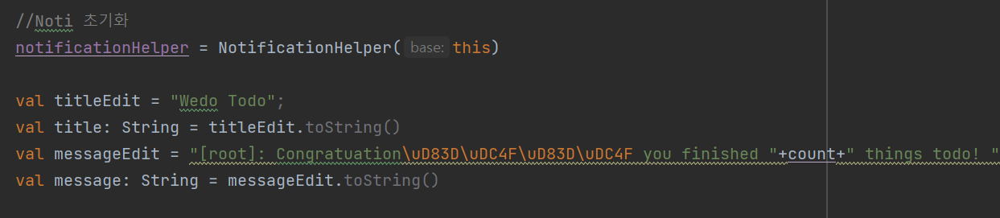 //Noti 초기화
notificationHelper = NotificationHelper( base: this)
val titleEdit = "Wedo Todo";
val title: String = titleEdit.toString()
val messageEdit = "[root]: Congratuation\uD83D\uDC4F\uD83D\uDC4F you finished "+count+" things todo! "
val message: String = messageEdit.toString()